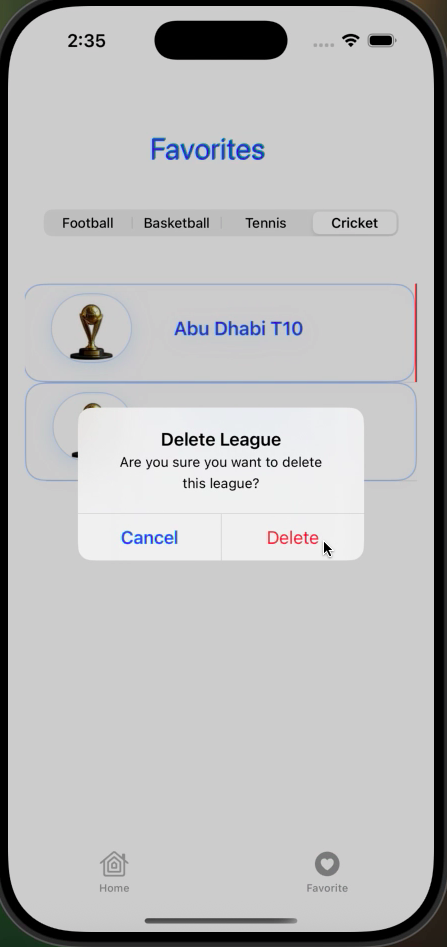 2:35
Favorites
Football Basketball Tennis Cricket
Abu Dhabi T10
Delete League
Are you sure you want to delete
this league?
Cancel Delete
Home Favorite